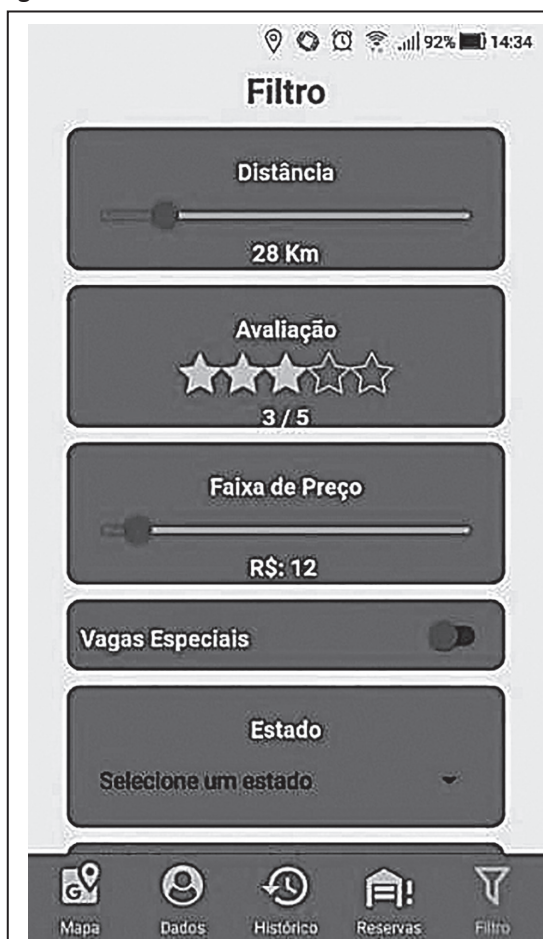 92% 14:34
Filtro
Distância
28 Km
Avaliação
3 / 5
Faixa de Preço
R$: 12
Vagas Especiais
Estado
Selecione um estado
G
Mapa Dados Histórico Reservas Filtro